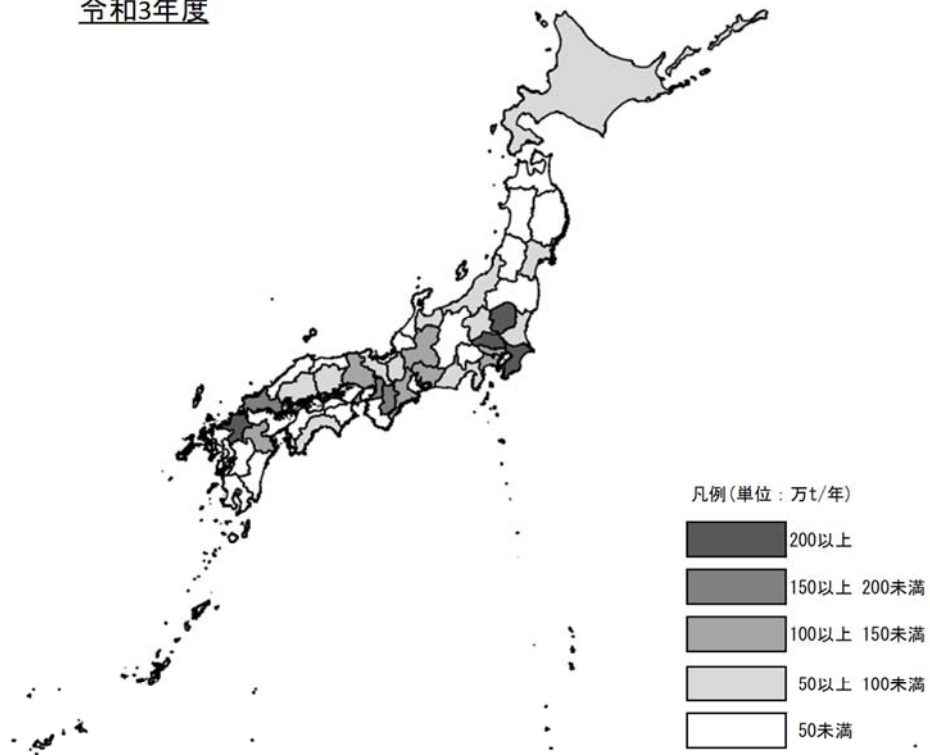 令和3年度
凡例(単位：万t/年)
200以上
150以上 200未満
100以上 150未満
50以上 100未満
50未満